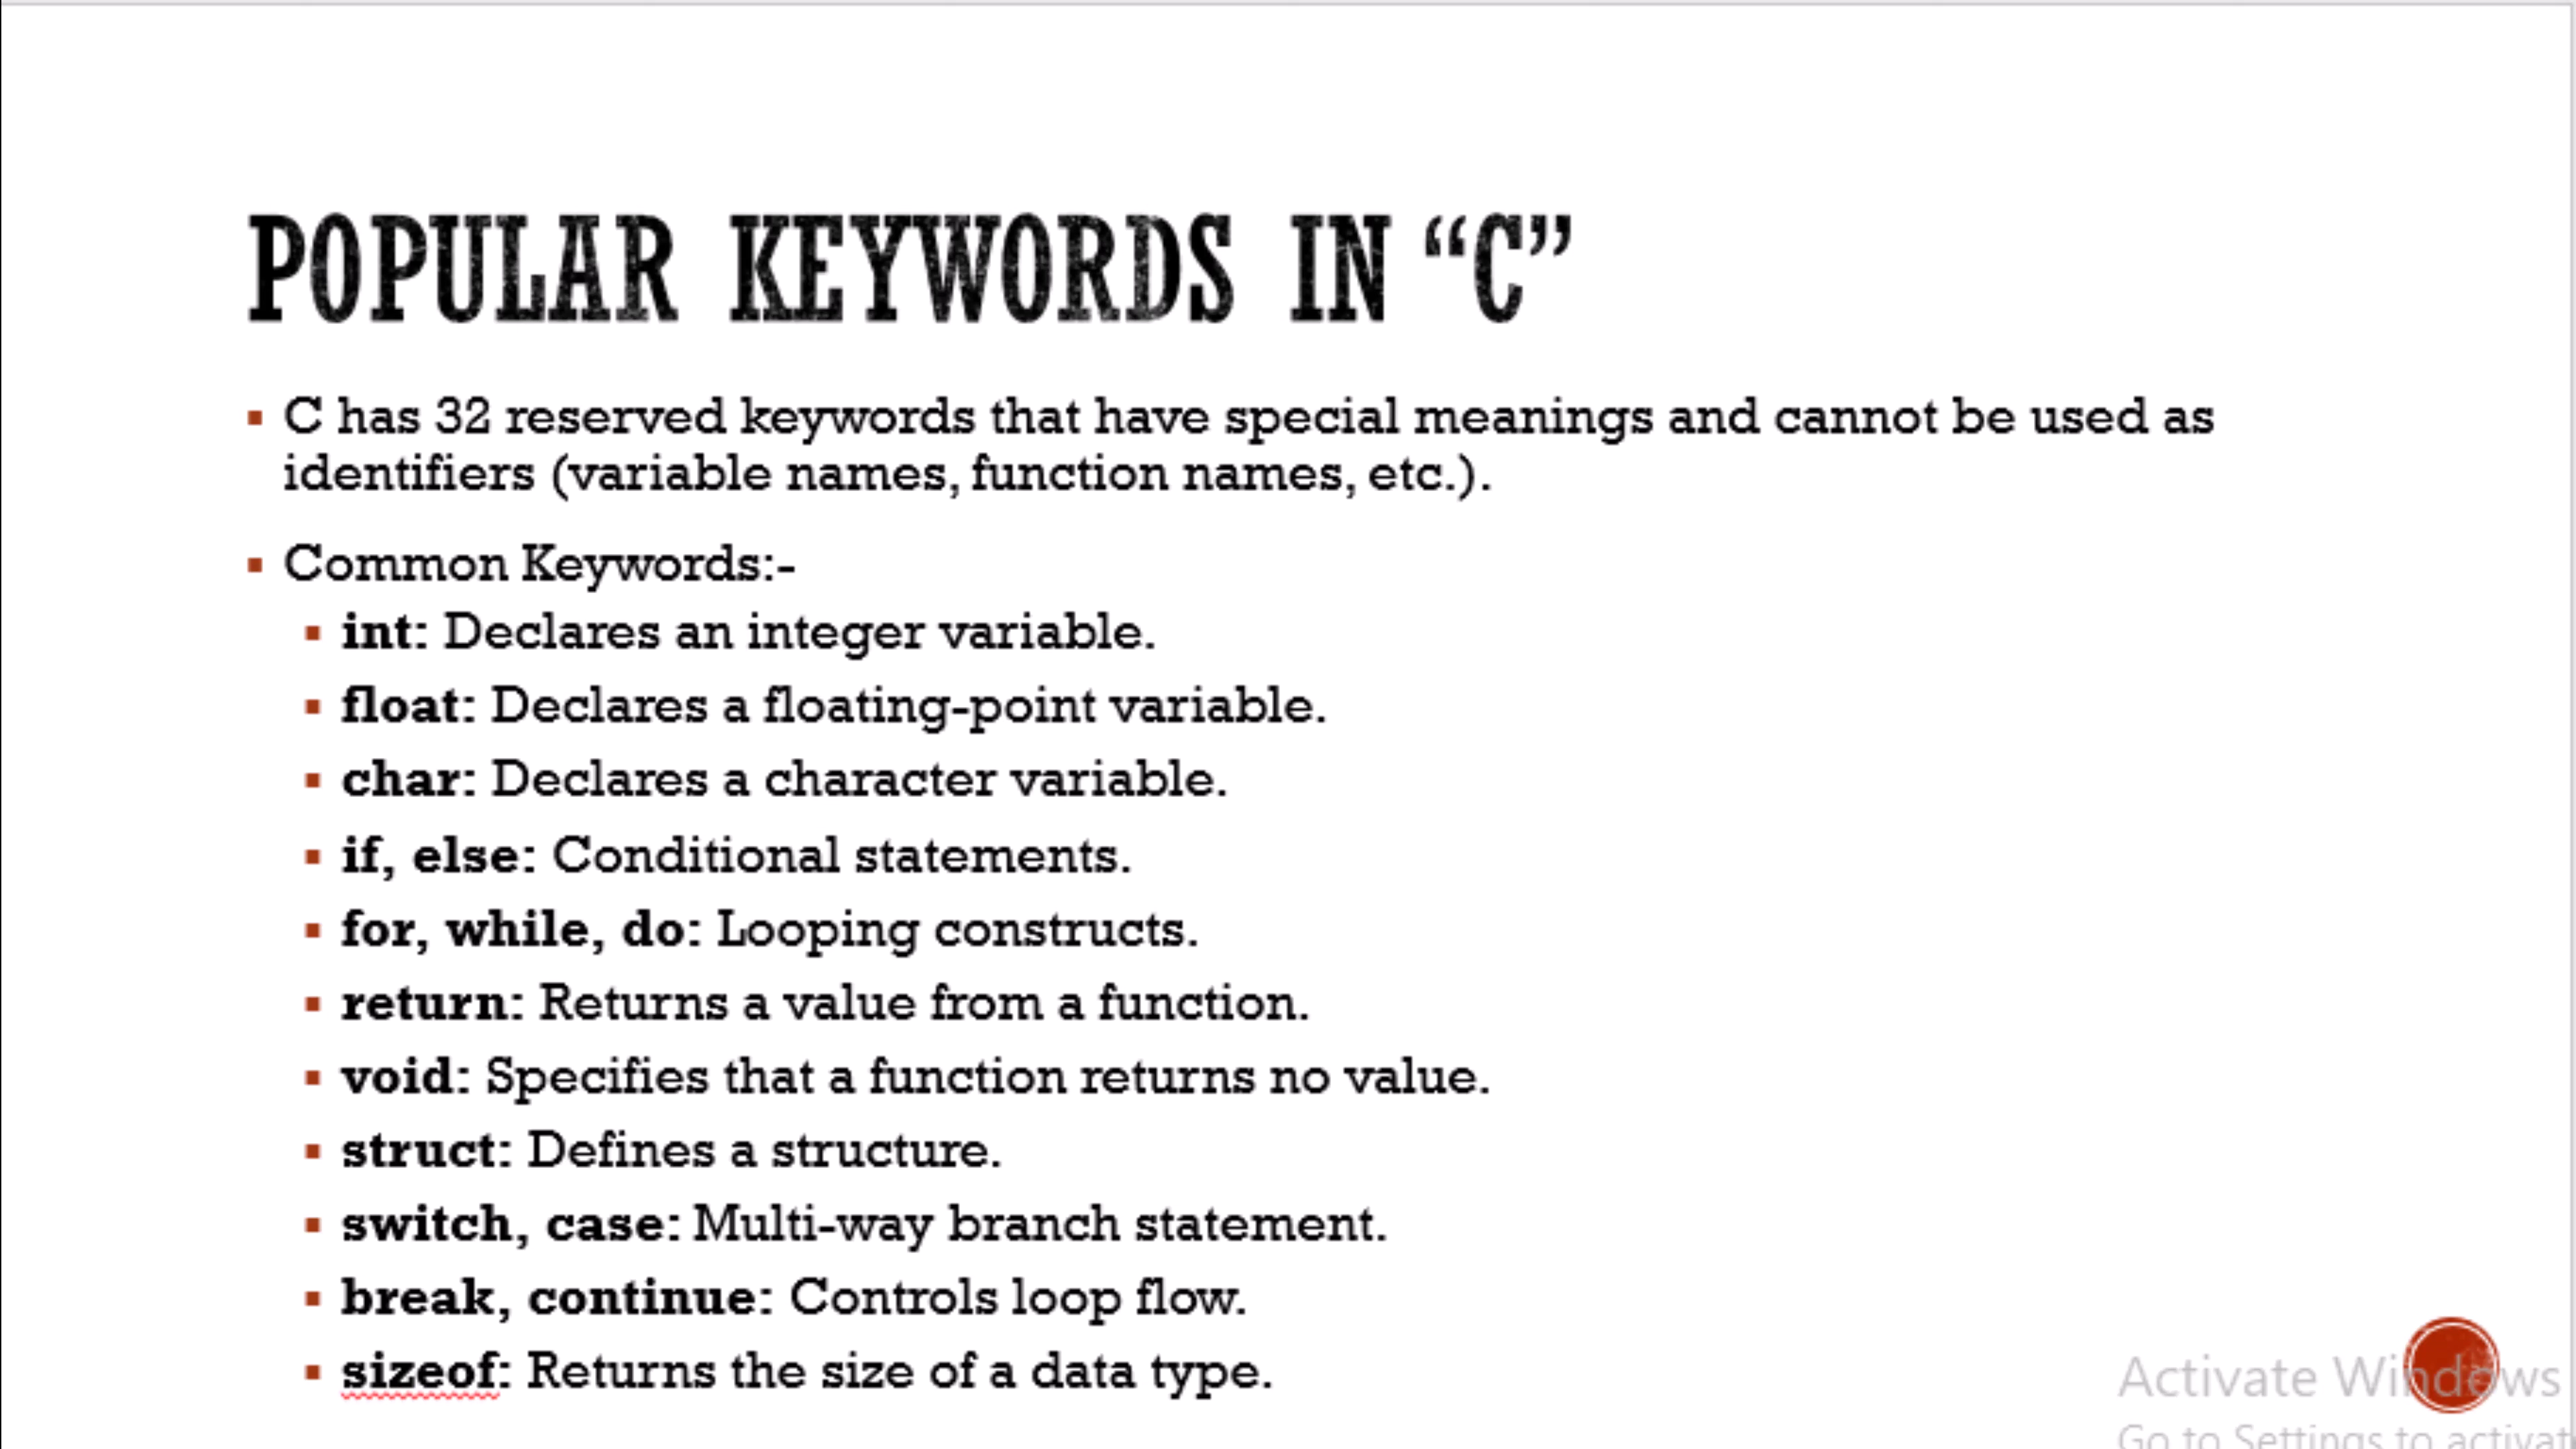 POPULAR KEYWORDS IN “C”
C has 32 reserved keywords that have special meanings and cannot be used as
identifiers (variable names, function names, etc.).
Common Keywords:-
int: Declares an integer variable.
float: Declares a floating-point variable.
char: Declares a character variable.
if, else: Conditional statements.
for, while, do: Looping constructs.
return: Returns a value from a function.
void: Specifies that a function returns no value.
struct: Defines a structure.
switch, case: Multi-way branch statement.
break, continue: Controls loop flow.
sizeof: Returns the size of a data type.
Activate Windows
Go to Settings to activat